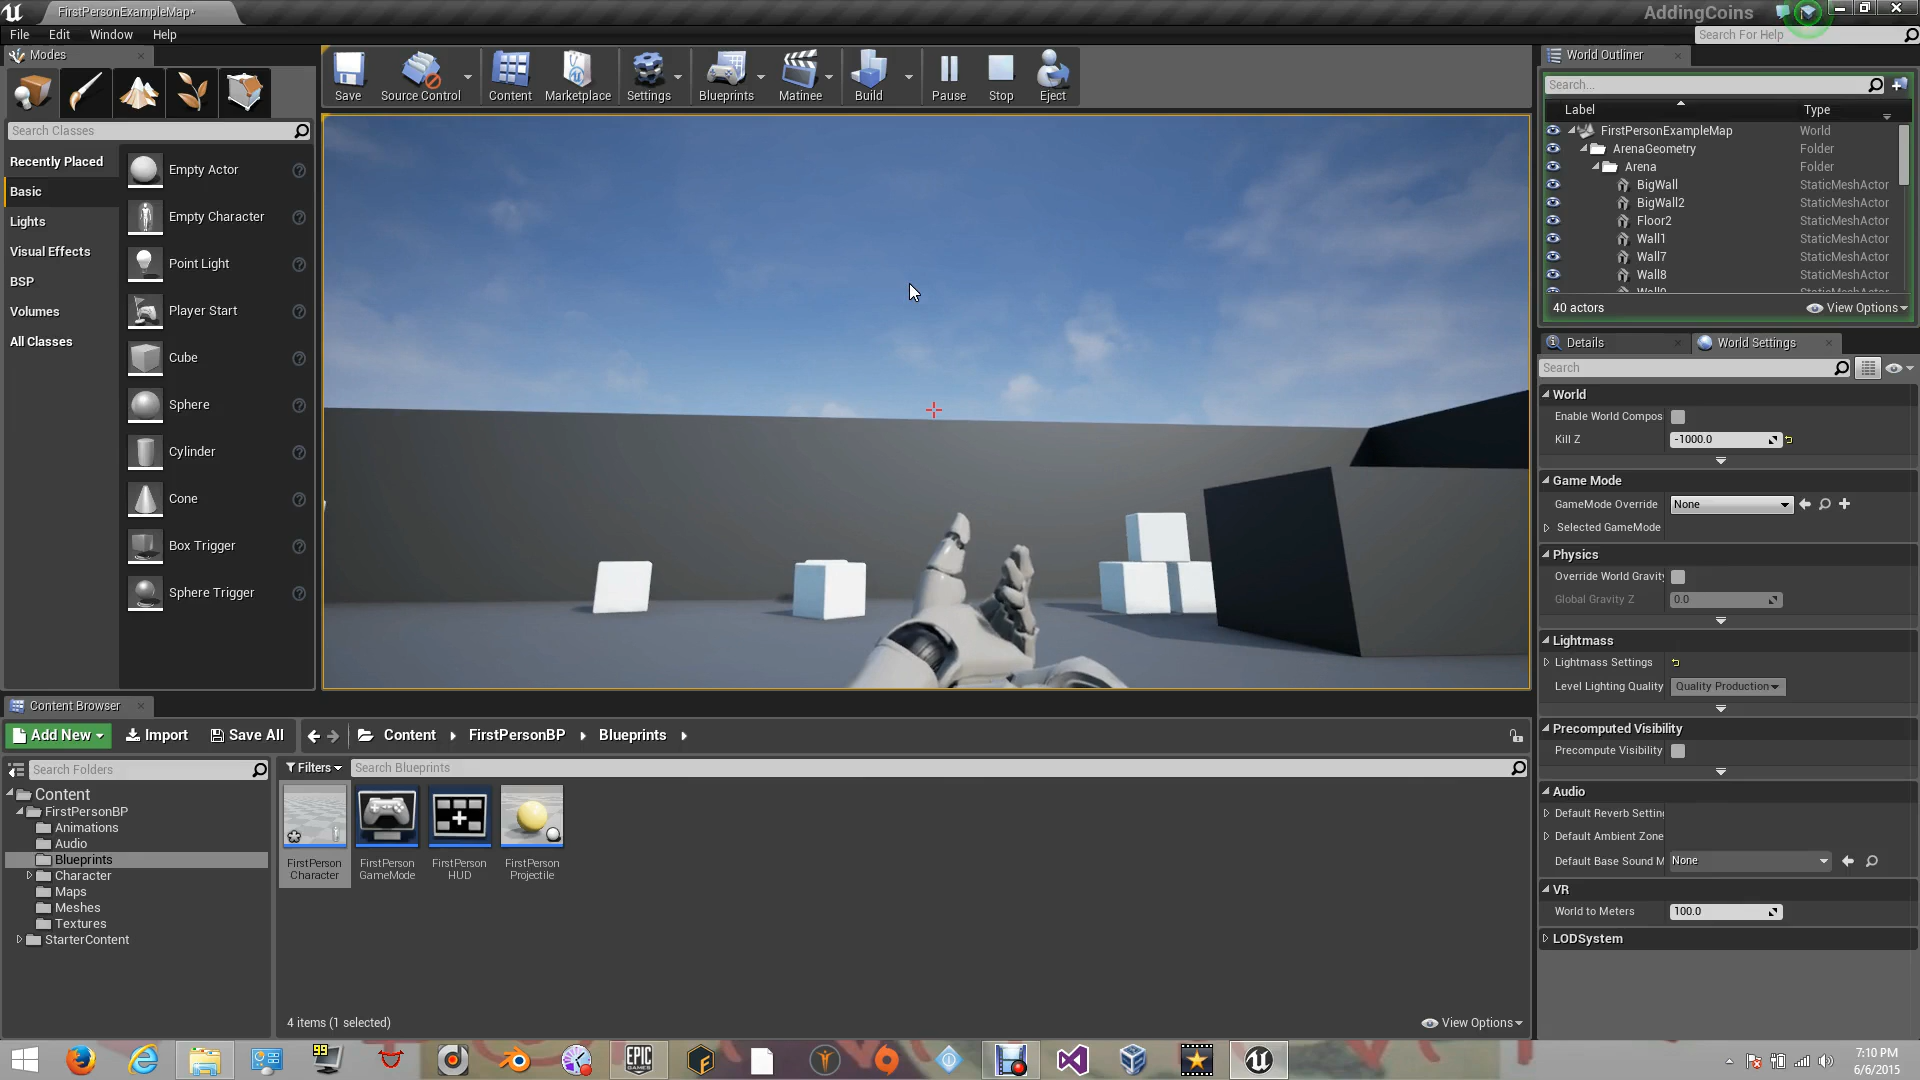 FirstPersonExampleMap*
AddingCoins
File Edit Window Help
Search For Help
Modes
Search Classes
Recently Placed
Basic
Lights
Visual Effects
BSP
Volumes
All Classes
Empty Actor
Empty Character
Point Light
Player Start
Cube
Sphere
Cylinder
Cone
Box Trigger
Sphere Trigger
Save
Source Control
Content
Marketplace
Settings
Blueprints
Matinee
Build
Pause
Stop
Eject
World Outliner
Search...
Label Type
FirstPersonExampleMap World
ArenaGeometry Folder
Arena Folder
BigWall StaticMeshActor
BigWall2 StaticMeshActor
Floor2 StaticMeshActor
Wall1 StaticMeshActor
Wall7 StaticMeshActor
Wall8 StaticMeshActor
40 actors
View Options
Details
World Settings
Search
World
Enable World Compos
Kill Z -1000.0
Game Mode
GameMode Override None
Selected GameMode
Physics
Override World Gravity
Global Gravity Z 0.0
Lightmass
Lightmass Settings
Level Lighting Quality Quality Production
Precomputed Visibility
Precompute Visibility
Audio
Default Reverb Setting
Default Ambient Zone
Default Base Sound M None
VR
World to Meters 100.0
LODSystem
Content Browser
Add New Import Save All
Content FirstPersonBP Blueprints
Search Folders
Filters
Search Blueprints
Content
FirstPersonBP
Animations
Audio
Blueprints
Character
Maps
Meshes
Textures
StarterContent
FirstPerson Character
FirstPerson GameMode
FirstPerson HUD
FirstPerson Projectile
4 items (1 selected)
View Options
99
EPIC GAMES
7:10 PM
6/6/2015